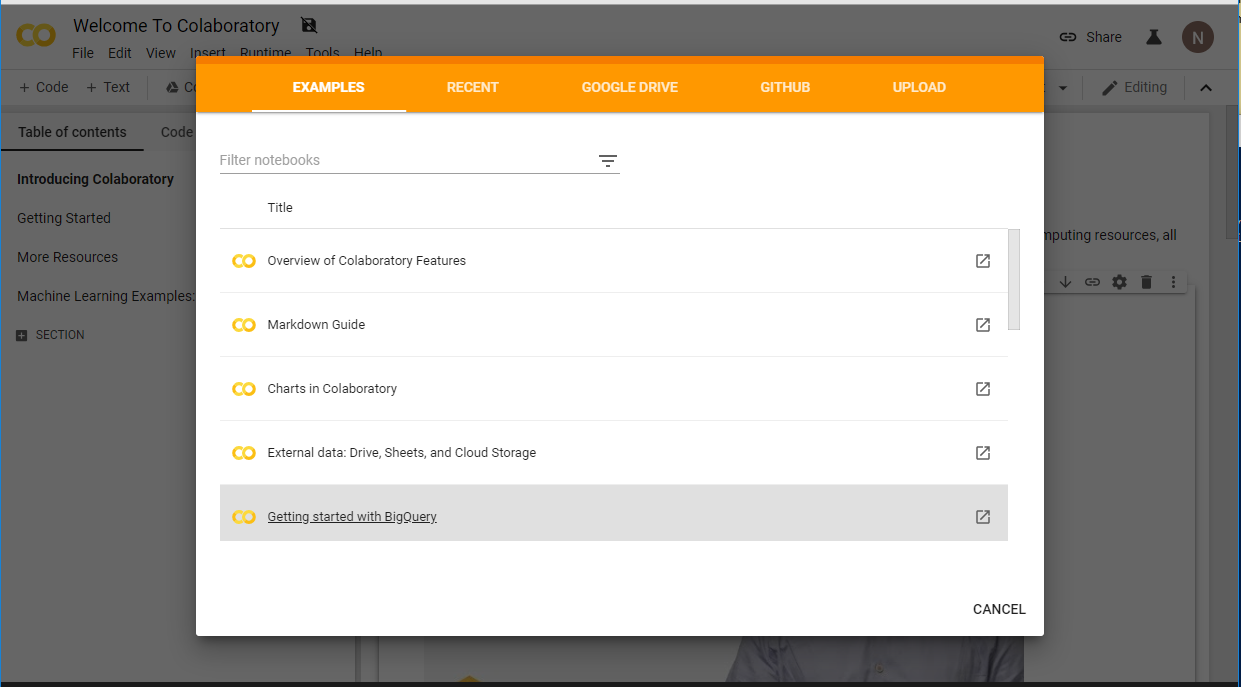 Welcome To Colaboratory
File Edit View Insert Runtime Tools Help
Share
N
+ Code + Text
Editing
EXAMPLES RECENT GOOGLE DRIVE GITHUB UPLOAD
Table of contents Code
Filter notebooks
Introducing Colaboratory
Title
Getting Started
mputing resources, all
More Resources
Overview of Colaboratory Features
Machine Learning Examples:
Markdown Guide
SECTION
Charts in Colaboratory
External data: Drive, Sheets, and Cloud Storage
Getting started with BigQuery
CANCEL